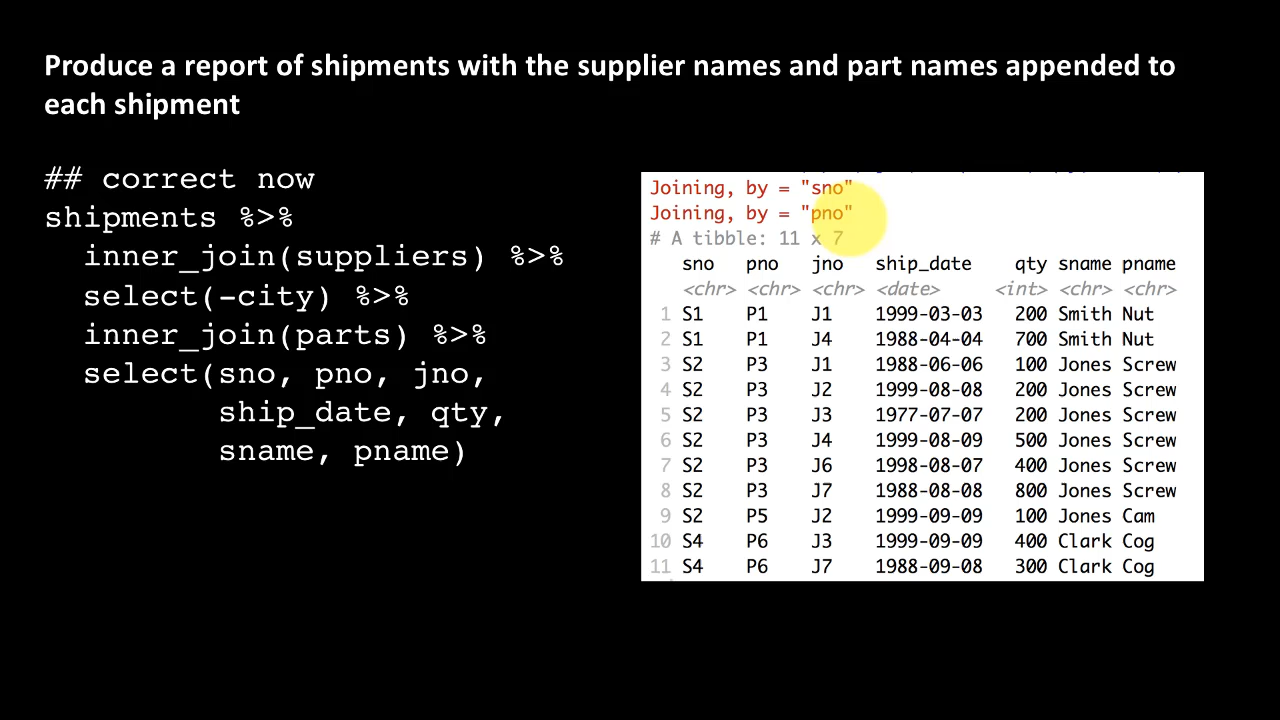 Produce a report of shipments with the supplier names and part names appended to
each shipment
## correct now
shipments %>%
inner_join(suppliers) %>%
select(-city) %>%
inner_join(parts) %>%
select(sno, pno, jno,
ship_date, qty,
sname, pname)
Joining, by = "sno"
Joining, by = "pno"
# A tibble: 11 x 7
sno pno jno ship_date qty sname pname
<chr> <chr> <chr> <date> <int> <chr> <chr>
1 S1 P1 J1 1999-03-03 200 Smith Nut
2 S1 P1 J4 1988-04-04 700 Smith Nut
3 S2 P3 J1 1988-06-06 100 Jones Screw
4 S2 P3 J2 1999-08-08 200 Jones Screw
5 S2 P3 J3 1977-07-07 200 Jones Screw
6 S2 P3 J4 1999-08-09 500 Jones Screw
7 S2 P3 J6 1998-08-07 400 Jones Screw
8 S2 P3 J7 1988-08-08 800 Jones Screw
9 S2 P5 J2 1999-09-09 100 Jones Cam
10 S4 P6 J3 1999-09-09 400 Clark Cog
11 S4 P6 J7 1988-09-08 300 Clark Cog